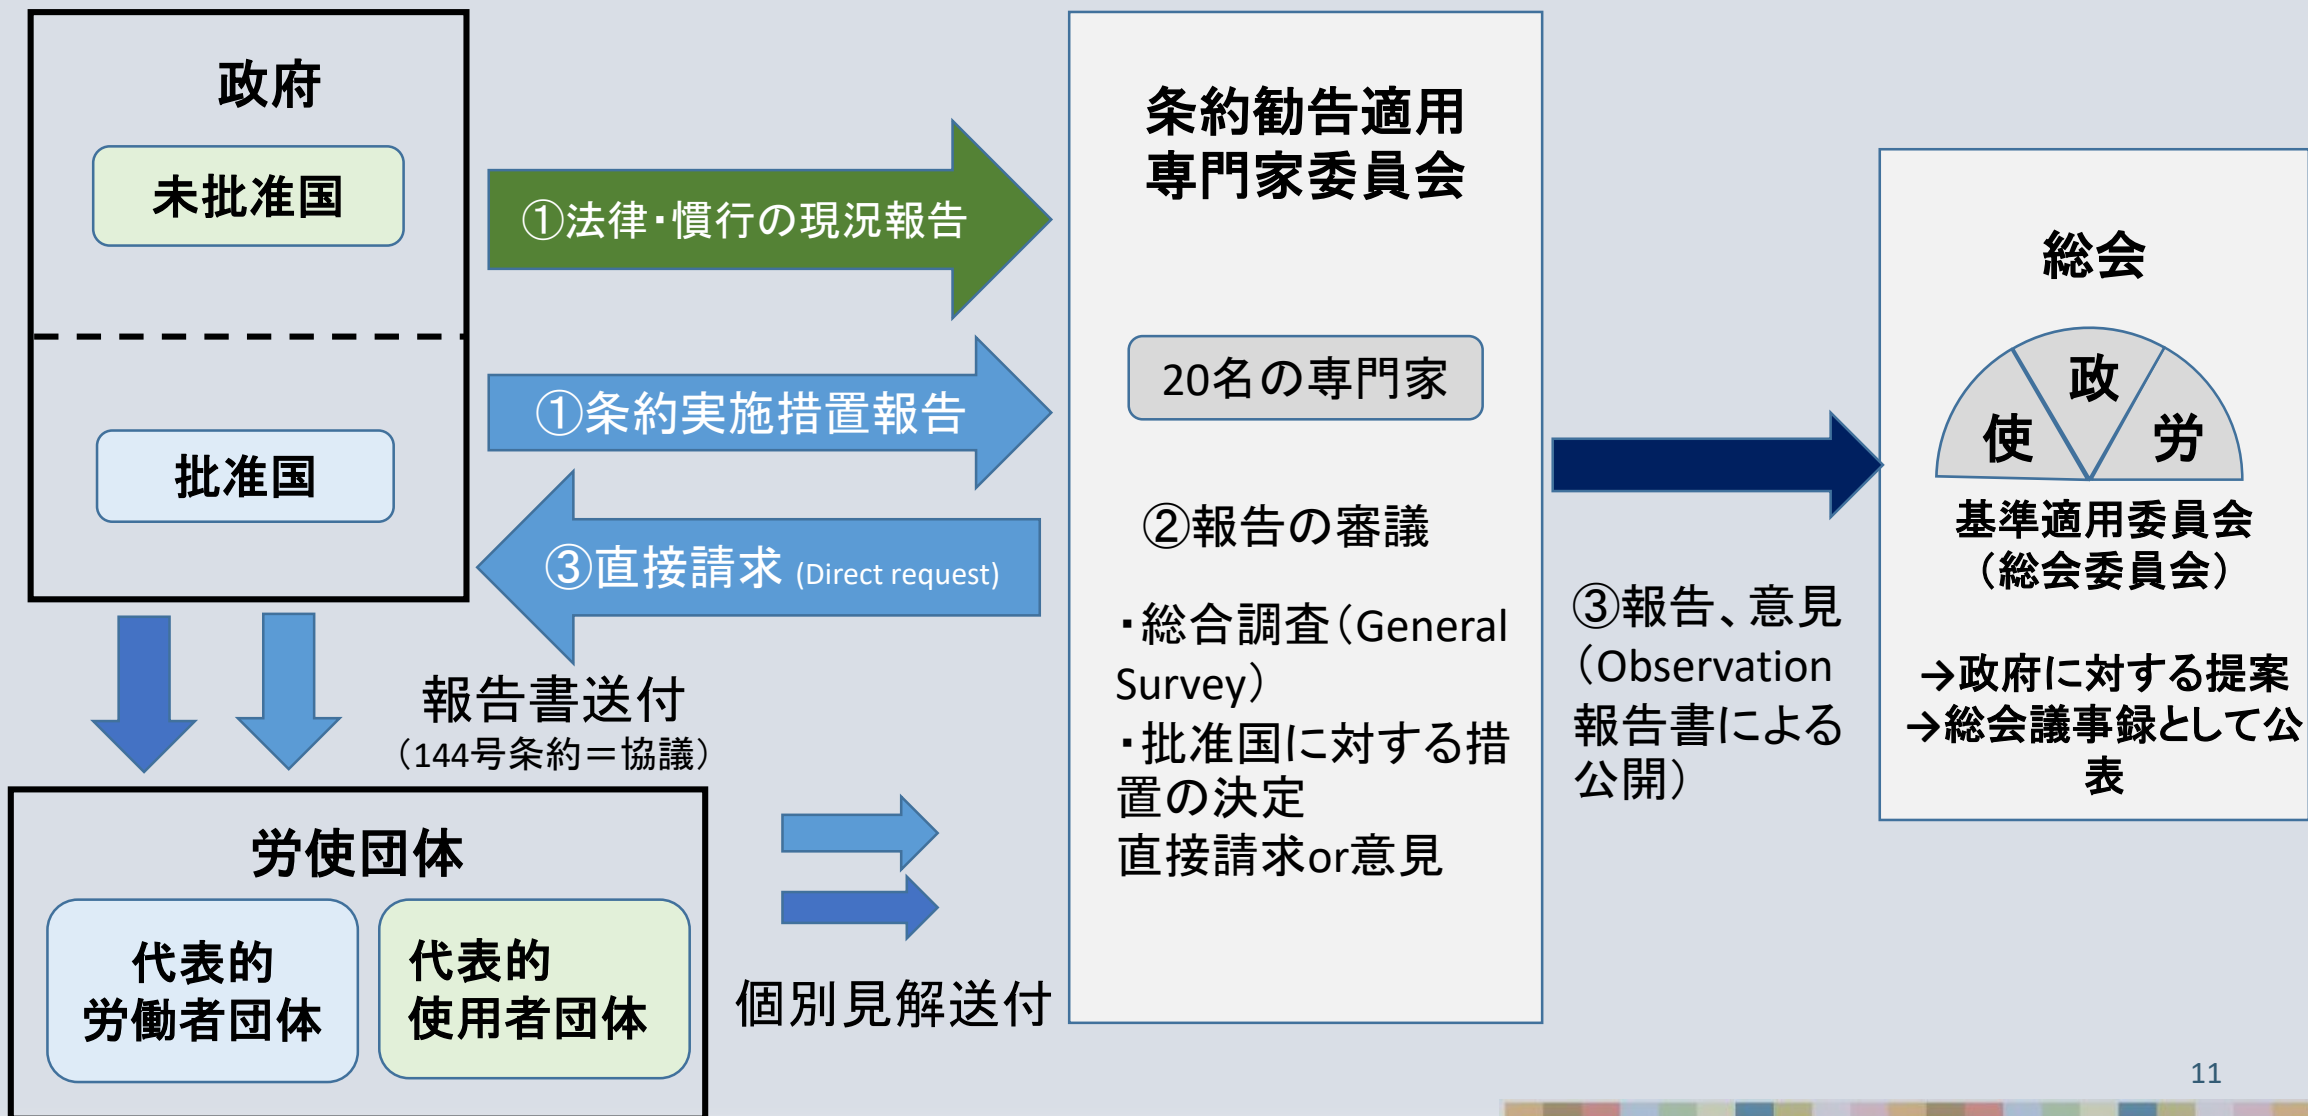 政府
未批准国
批准国
①法律・慣行の現況報告
①条約実施措置報告
③直接請求 (Direct request)
報告書送付
（144号条約＝協議）
労使団体
代表的
労働者団体
代表的
使用者団体
個別見解送付
条約勧告適用
専門家委員会
20名の専門家
②報告の審議
・総合調査（General
Survey）
・批准国に対する措
置の決定
直接請求or意見
③報告、意見
（Observation
報告書による
公開）
総会
使
政
労
基準適用委員会
（総会委員会）
→政府に対する提案
→総会議事録として公
表
11